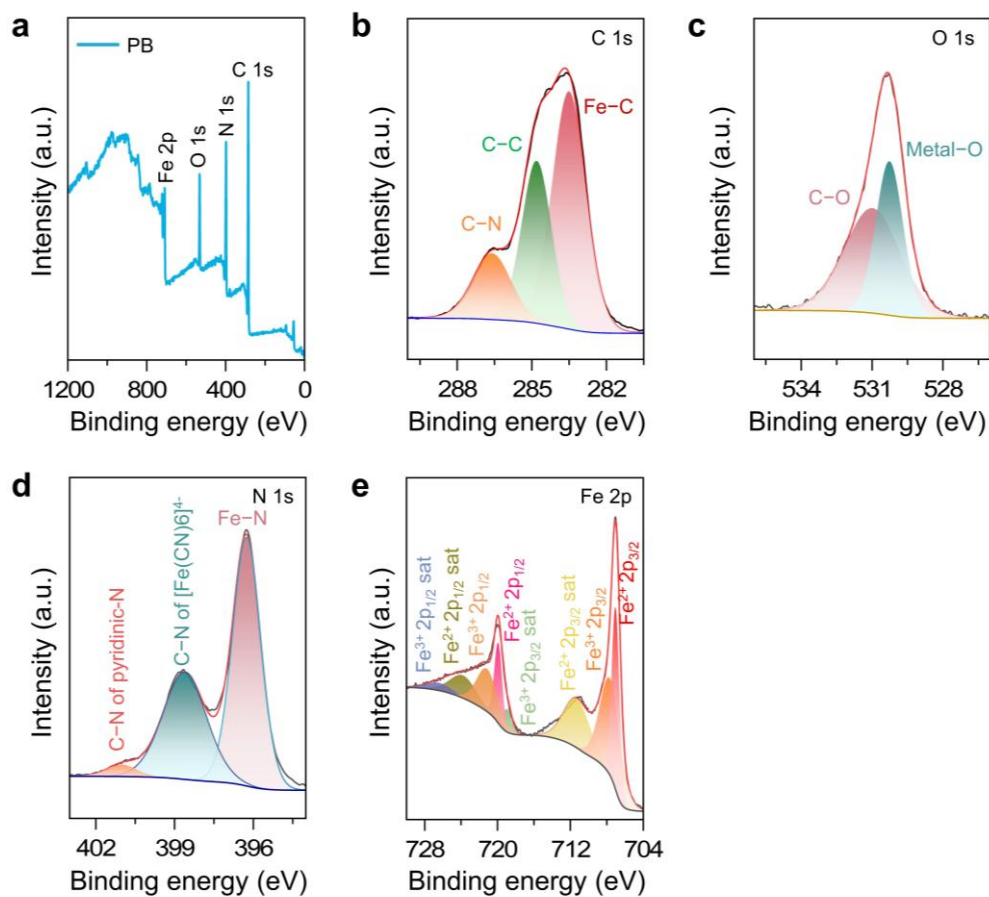 a
PB
Fe 2p
O 1s
N 1s
C 1s
Intensity (a.u.)
1200 800 400 0
Binding energy (eV)
b
C 1s
Fe−C
C−C
C−N
Intensity (a.u.)
288 285 282
Binding energy (eV)
c
O 1s
Metal−O
C−O
Intensity (a.u.)
534 531 528
Binding energy (eV)
d
N 1s
C−N of pyridinic-N
C−N of [Fe(CN)6]⁴⁻
Fe−N
Intensity (a.u.)
402 399 396
Binding energy (eV)
e
Fe 2p
Fe³⁺ 2p₁/₂ sat
Fe²⁺ 2p₁/₂ sat
Fe³⁺ 2p₁/₂
Fe²⁺ 2p₁/₂
Fe³⁺ 2p₃/₂ sat
Fe²⁺ 2p₃/₂ sat
Fe³⁺ 2p₃/₂
Fe²⁺ 2p₃/₂
Intensity (a.u.)
728 720 712 704
Binding energy (eV)